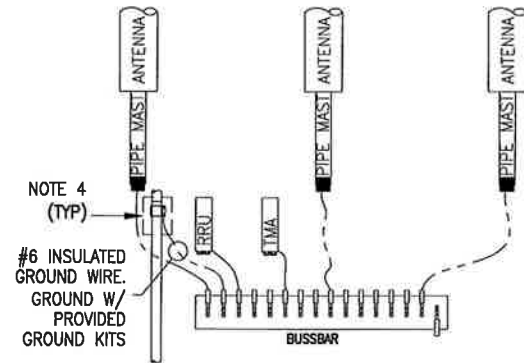 ANTENNA
ANTENNA
ANTENNA
PIPE MAST
PIPE MAST
PIPE MAST
NOTE 4
(TYP)
RRU
TMA
#6 INSULATED
GROUND WIRE.
GROUND W/
PROVIDED
GROUND KITS
BUSSBAR